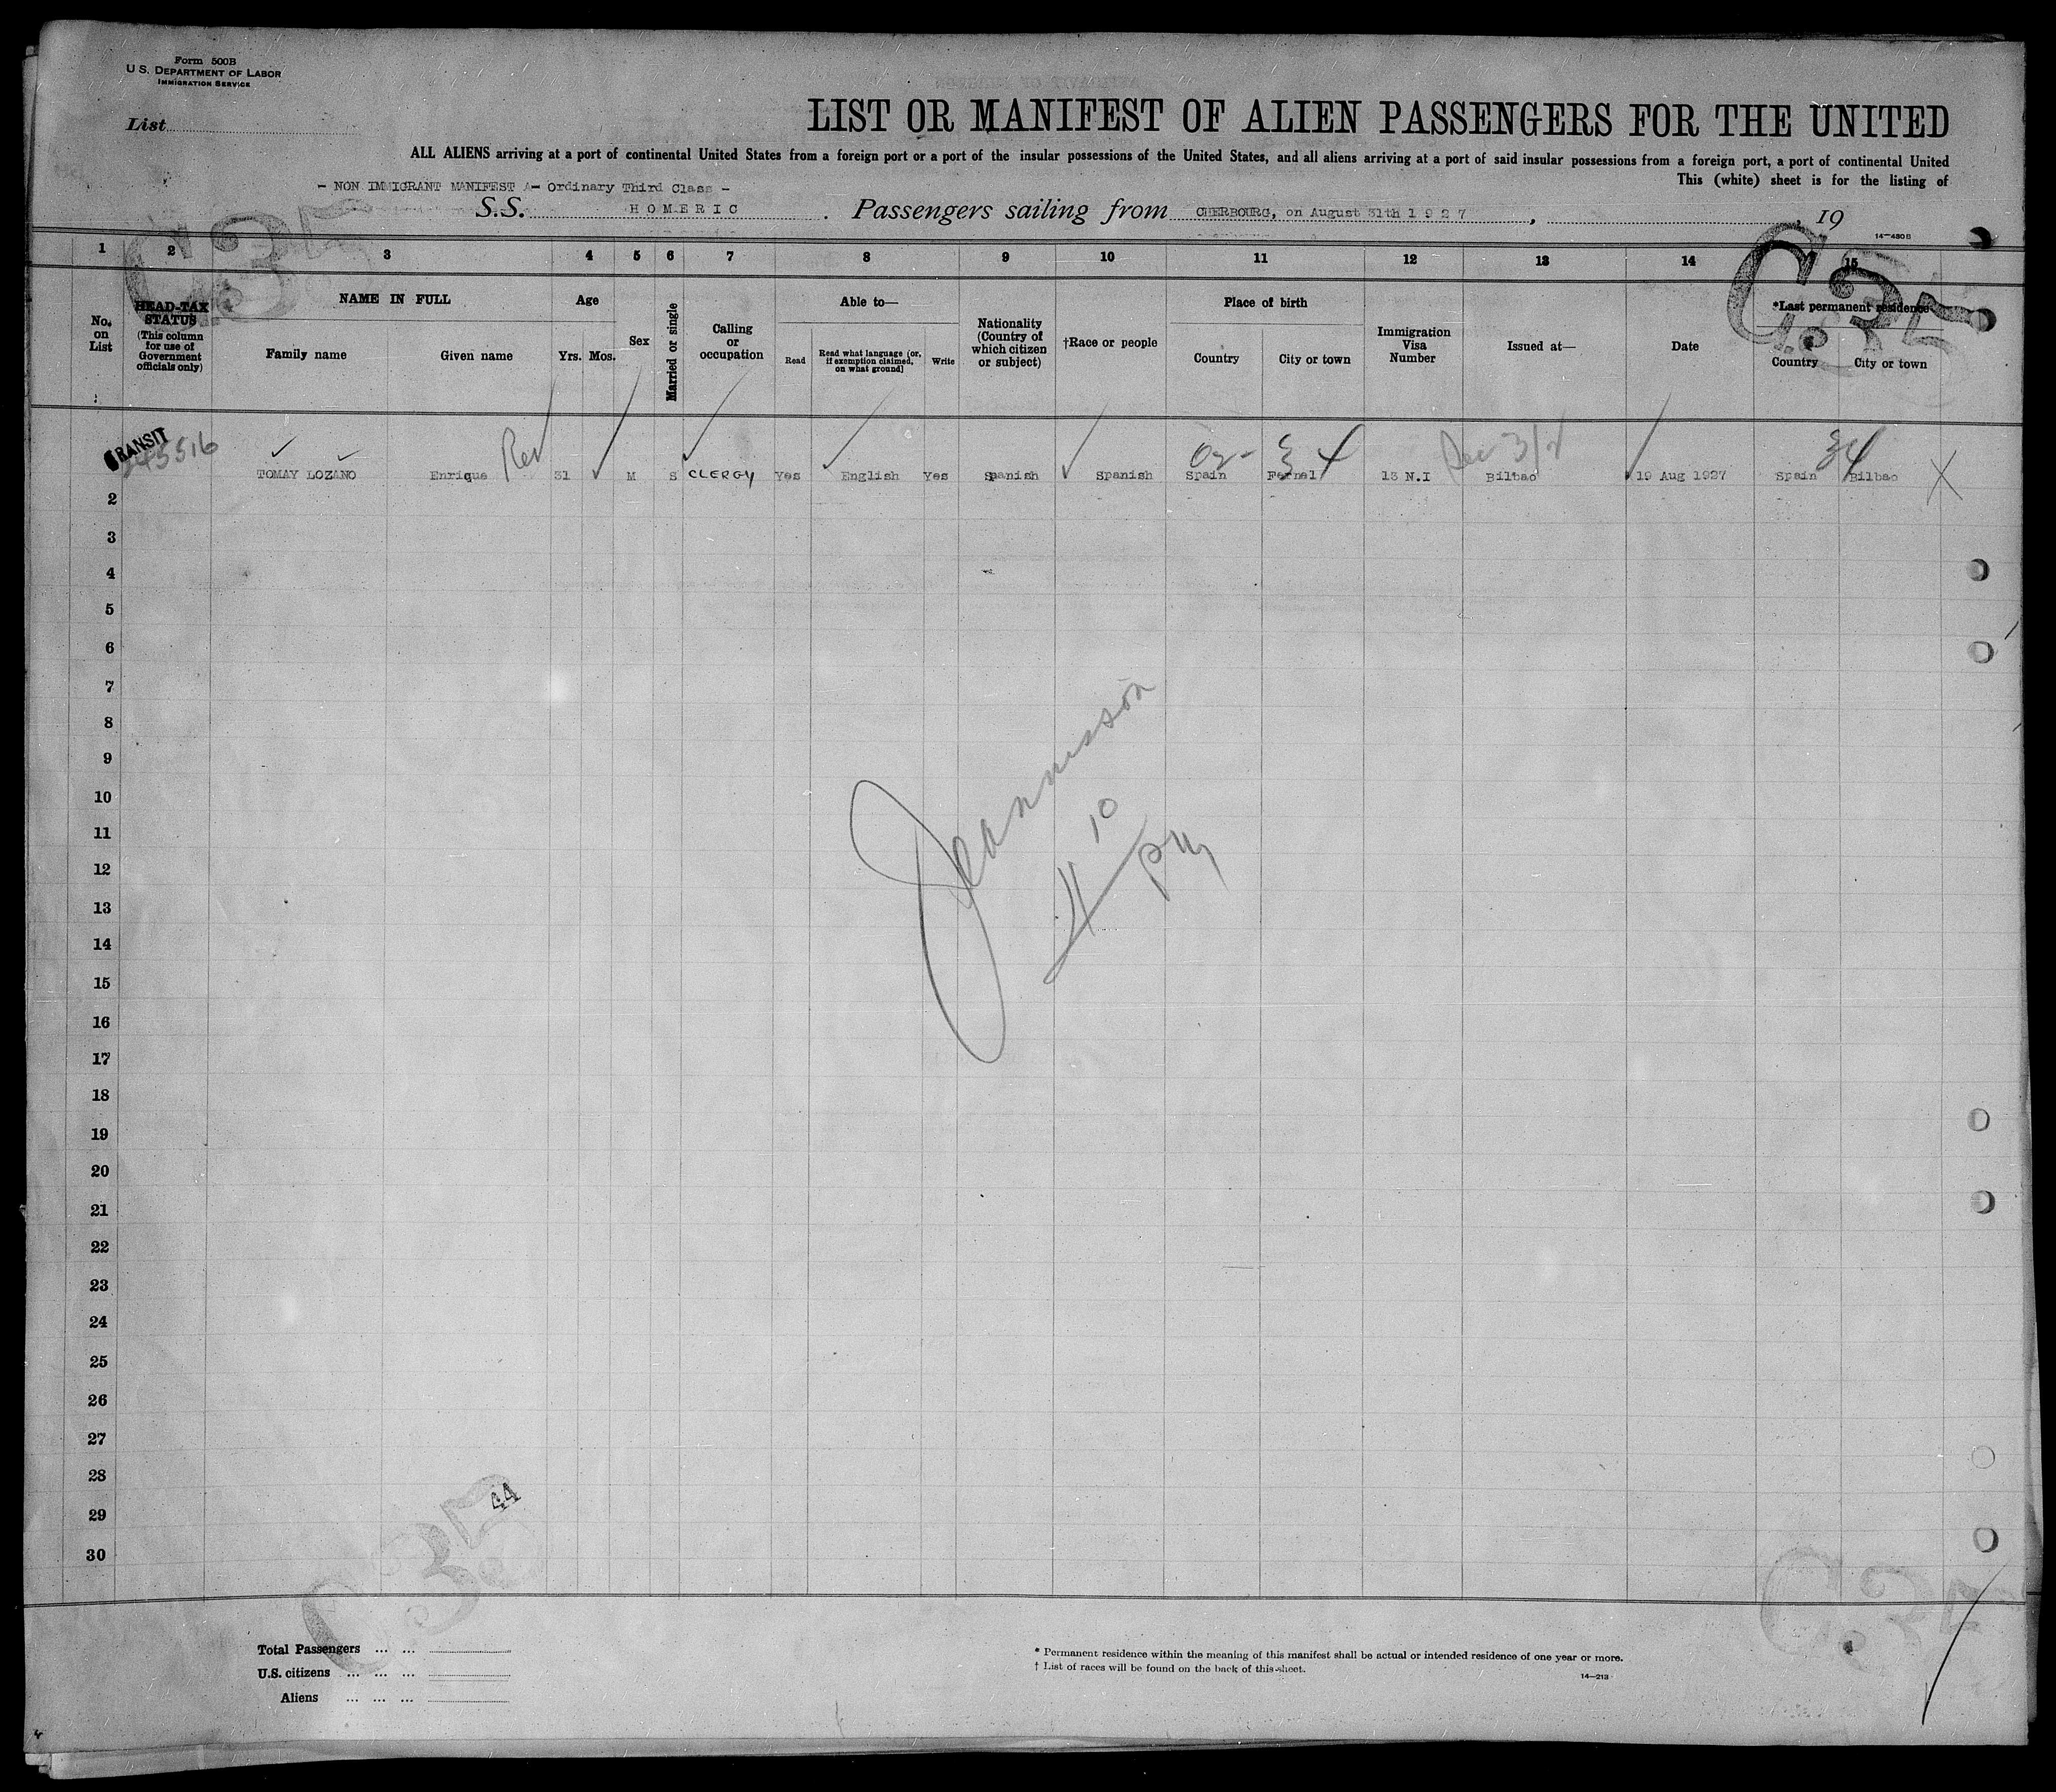 Form 500B
U. S. DEPARTMENT OF LABOR
IMMIGRATION SERVICE
List
LIST OR MANIFEST OF ALIEN PASSENGERS FOR THE UNITED
ALL ALIENS arriving at a port of continental United States from a foreign port or a port of the insular possessions of the United States, and all aliens arriving at a port of said insular possessions from a foreign port, a port of continental United
This (white) sheet is for the listing of
- NON IMMIGRANT MANIFEST A- Ordinary Third Class -
S.S. HOMERIC. Passengers sailing from CHERBOURG, on August 31th 1927, , 19
14-480 B
C37
C37
1 2 3 4 5 6 7 8 9 10 11 12 13 14 15
No. on List
HEAD-TAX STATUS (This column for use of Government officials only)
NAME IN FULL
Family name
Given name
Age
Yrs. Mos.
Sex
Married or single
Calling or occupation
Able to—
Read
Read what language (or, if exemption claimed, on what ground)
Write
Nationality (Country of which citizen or subject)
†Race or people
Place of birth
Country
City or town
Immigration Visa Number
Issued at—
Date
*Last permanent residence
Country
City or town
TRANSIT
Rev
34
TOMAY LOZANO Enrique 31 M S CLERGY Yes English Yes Spanish Spanish Spain Fernel 13 N.I Bilbao 19 Aug 1927 Spain Bilbao X
2
3
4
5
6
7
8
9
10
11
12
13
14
15
16
17
18
19
20
21
22
23
24
25
26
27
28
29
30
10
PM
44
C37
C37
Total Passengers ... ...
U.S. citizens ... ... ...
Aliens ... ... ...
* Permanent residence within the meaning of this manifest shall be actual or intended residence of one year or more.
† List of races will be found on the back of this sheet.
14-213